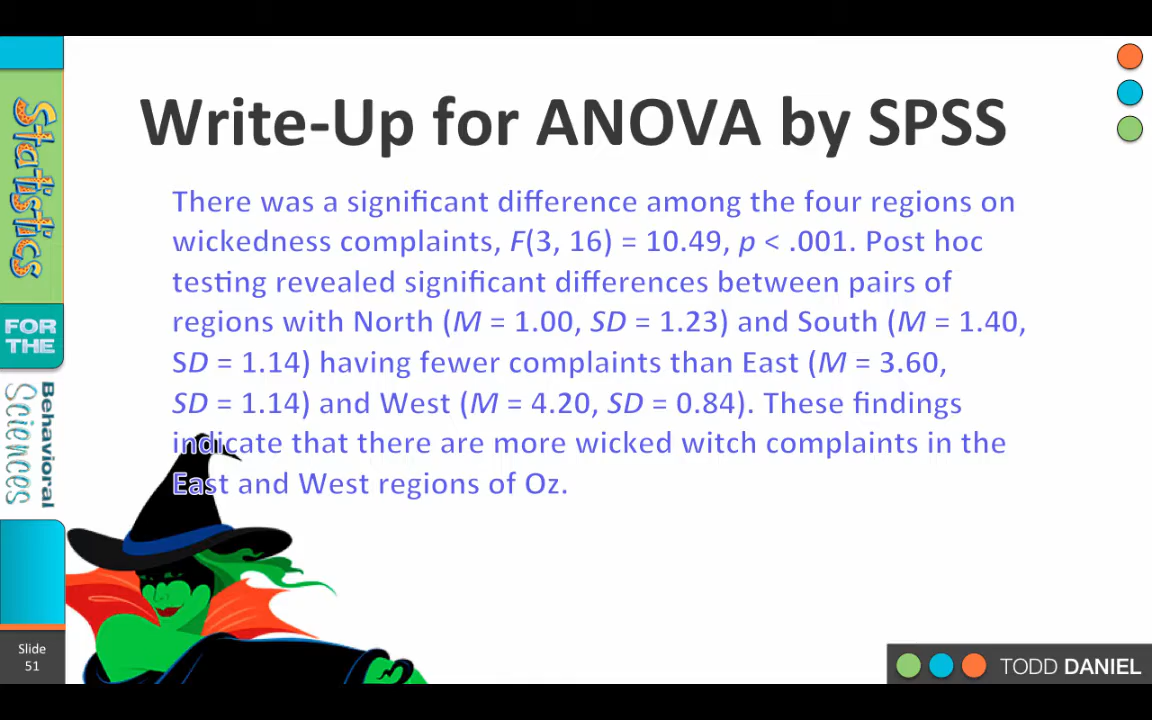 Write-Up for ANOVA by SPSS
There was a significant difference among the four regions on
wickedness complaints, F(3, 16) = 10.49, p < .001. Post hoc
testing revealed significant differences between pairs of
regions with North (M = 1.00, SD = 1.23) and South (M = 1.40,
SD = 1.14) having fewer complaints than East (M = 3.60,
SD = 1.14) and West (M = 4.20, SD = 0.84). These findings
indicate that there are more wicked witch complaints in the
East and West regions of Oz.
Statistics
FOR
THE
Behavioral
Sciences
Slide
51
TODD DANIEL